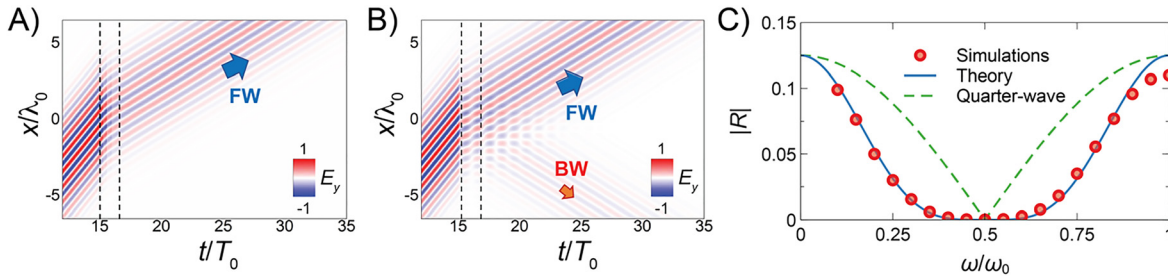 A)
5
0
-5
x/λ0
FW
1
Ey
-1
15 20 25 30 35
t/T0
B)
5
0
-5
x/λ0
FW
BW
1
Ey
-1
15 20 25 30 35
t/T0
C)
0.15
0.10
0.05
0
|R|
Simulations
Theory
Quarter-wave
0 0.25 0.5 0.75 1
ω/ω0